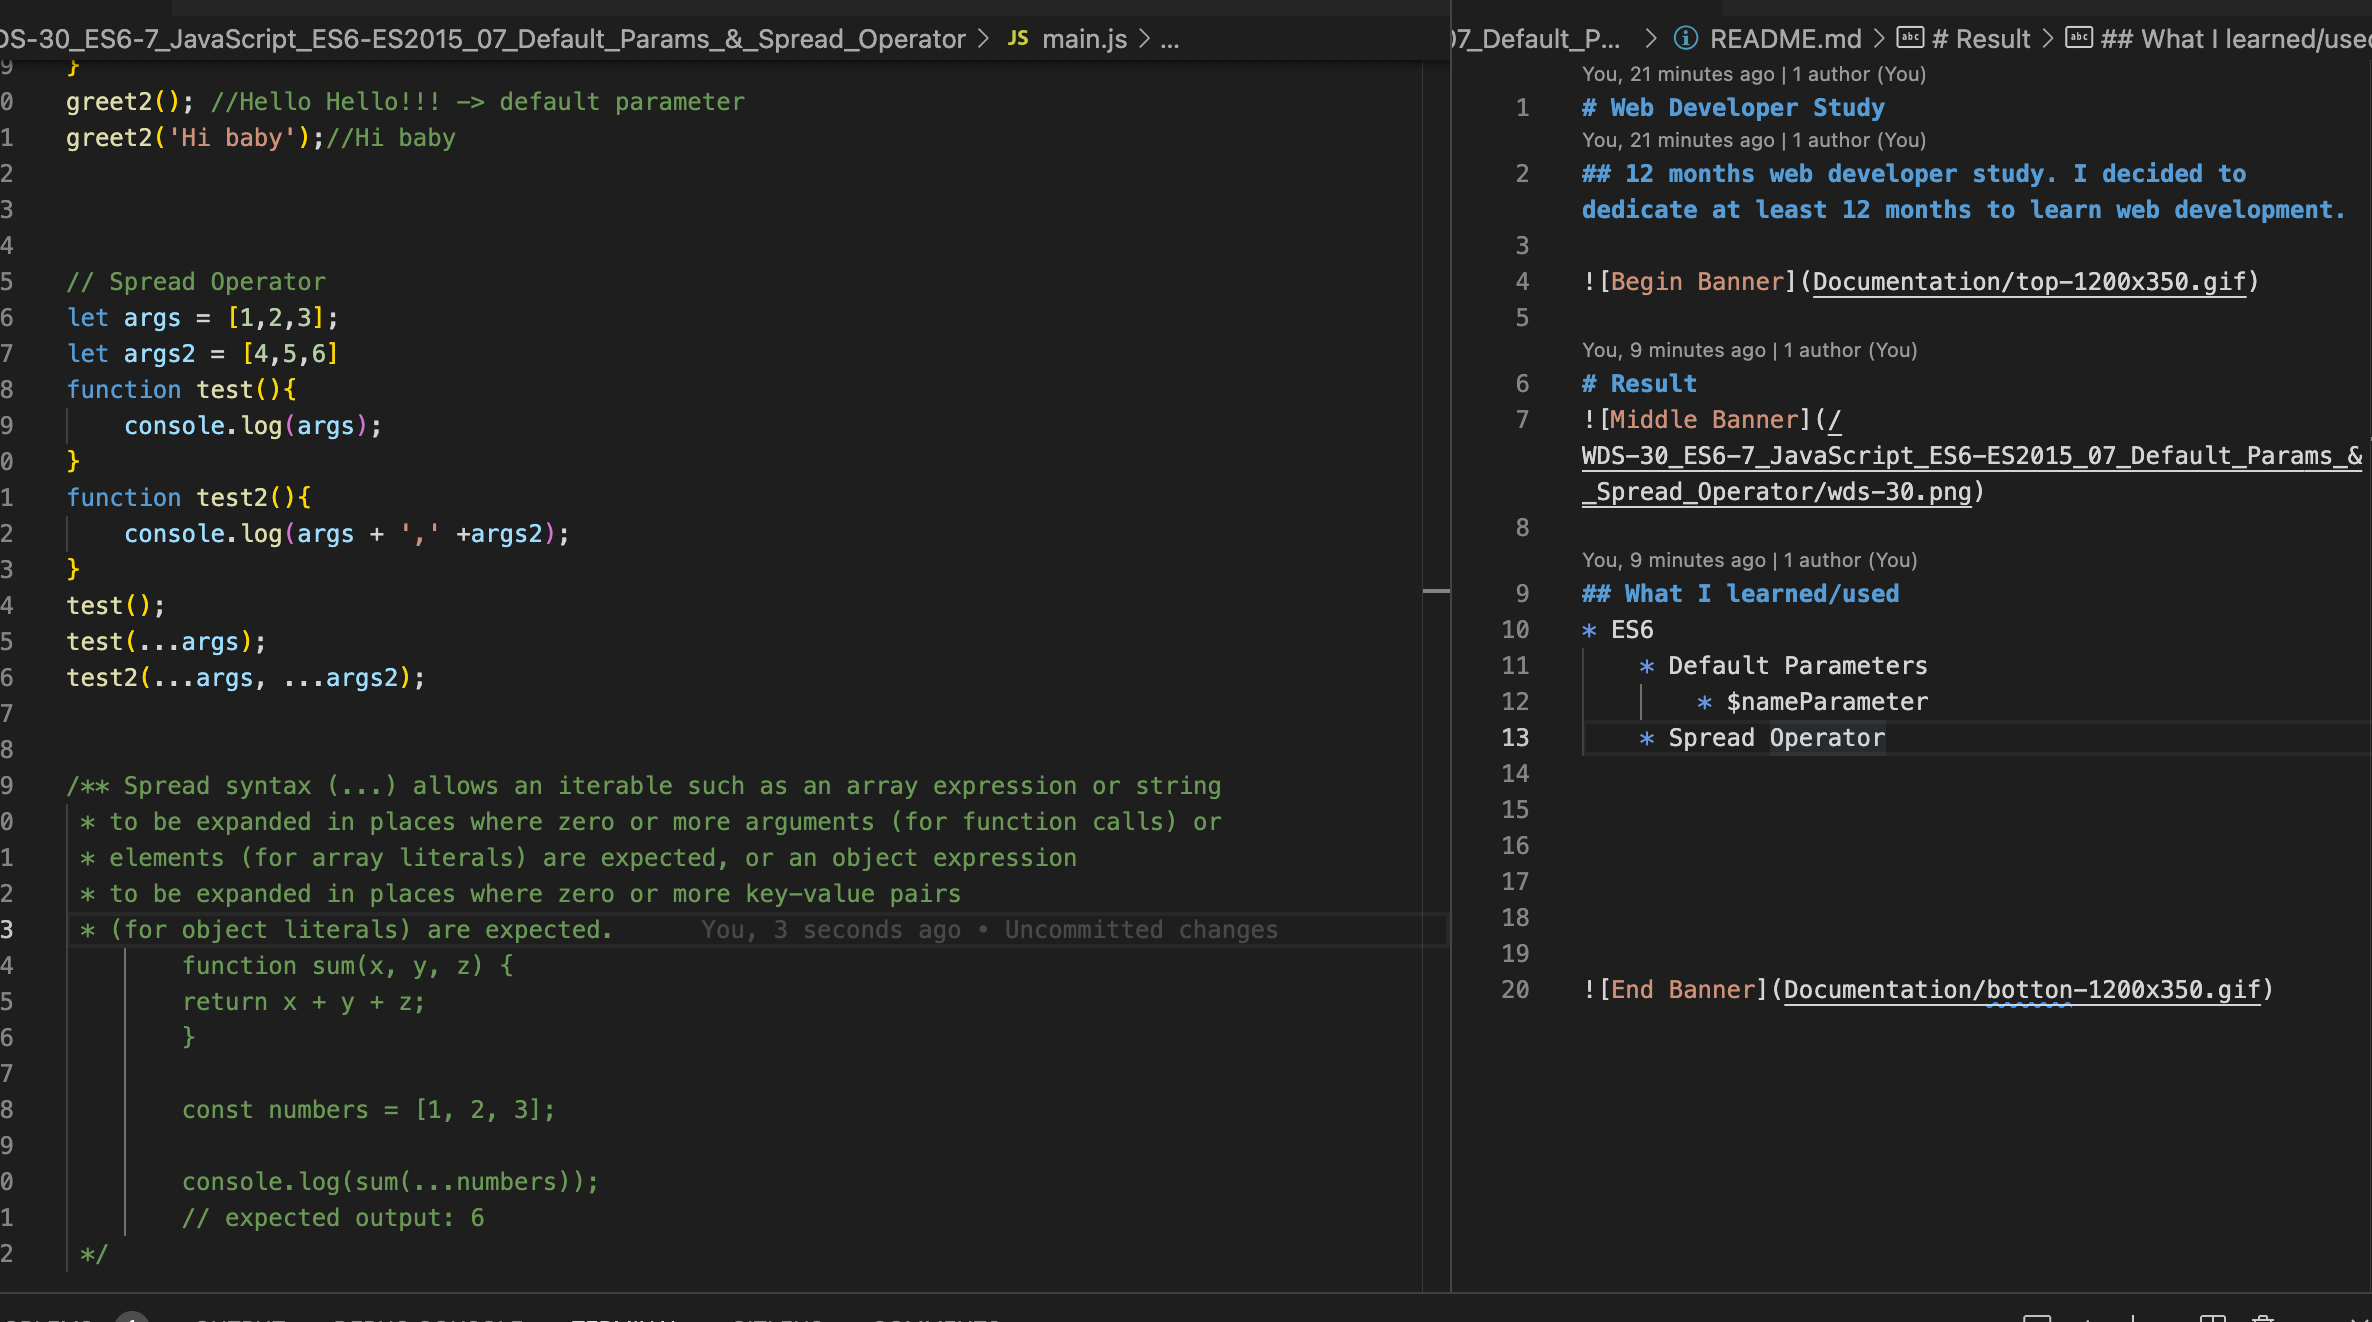 DS-30_ES6-7_JavaScript_ES6-ES2015_07_Default_Params_&_Spread_Operator > JS main.js > ...
9 }
0 greet2(); //Hello Hello!!! -> default parameter
1 greet2('Hi baby');//Hi baby
2
3
4
5 // Spread Operator
6 let args = [1,2,3];
7 let args2 = [4,5,6]
8 function test(){
9 console.log(args);
0 }
1 function test2(){
2 console.log(args + ',' +args2);
3 }
4 test();
5 test(...args);
6 test2(...args, ...args2);
7
8
9 /** Spread syntax (...) allows an iterable such as an array expression or string
0 * to be expanded in places where zero or more arguments (for function calls) or
1 * elements (for array literals) are expected, or an object expression
2 * to be expanded in places where zero or more key-value pairs
3 * (for object literals) are expected. You, 3 seconds ago • Uncommitted changes
4 function sum(x, y, z) {
5 return x + y + z;
6 }
7
8 const numbers = [1, 2, 3];
9
0 console.log(sum(...numbers));
1 // expected output: 6
2 */
07_Default_P... > README.md > # Result > ## What I learned/used
You, 21 minutes ago | 1 author (You)
1 # Web Developer Study
You, 21 minutes ago | 1 author (You)
2 ## 12 months web developer study. I decided to
dedicate at least 12 months to learn web development.
3
4 ![Begin Banner](Documentation/top-1200x350.gif)
5
You, 9 minutes ago | 1 author (You)
6 # Result
7 ![Middle Banner](/
WDS-30_ES6-7_JavaScript_ES6-ES2015_07_Default_Params_&
_Spread_Operator/wds-30.png)
8
You, 9 minutes ago | 1 author (You)
9 ## What I learned/used
10 * ES6
11 * Default Parameters
12 * $nameParameter
13 * Spread Operator
14
15
16
17
18
19
20 ![End Banner](Documentation/botton-1200x350.gif)